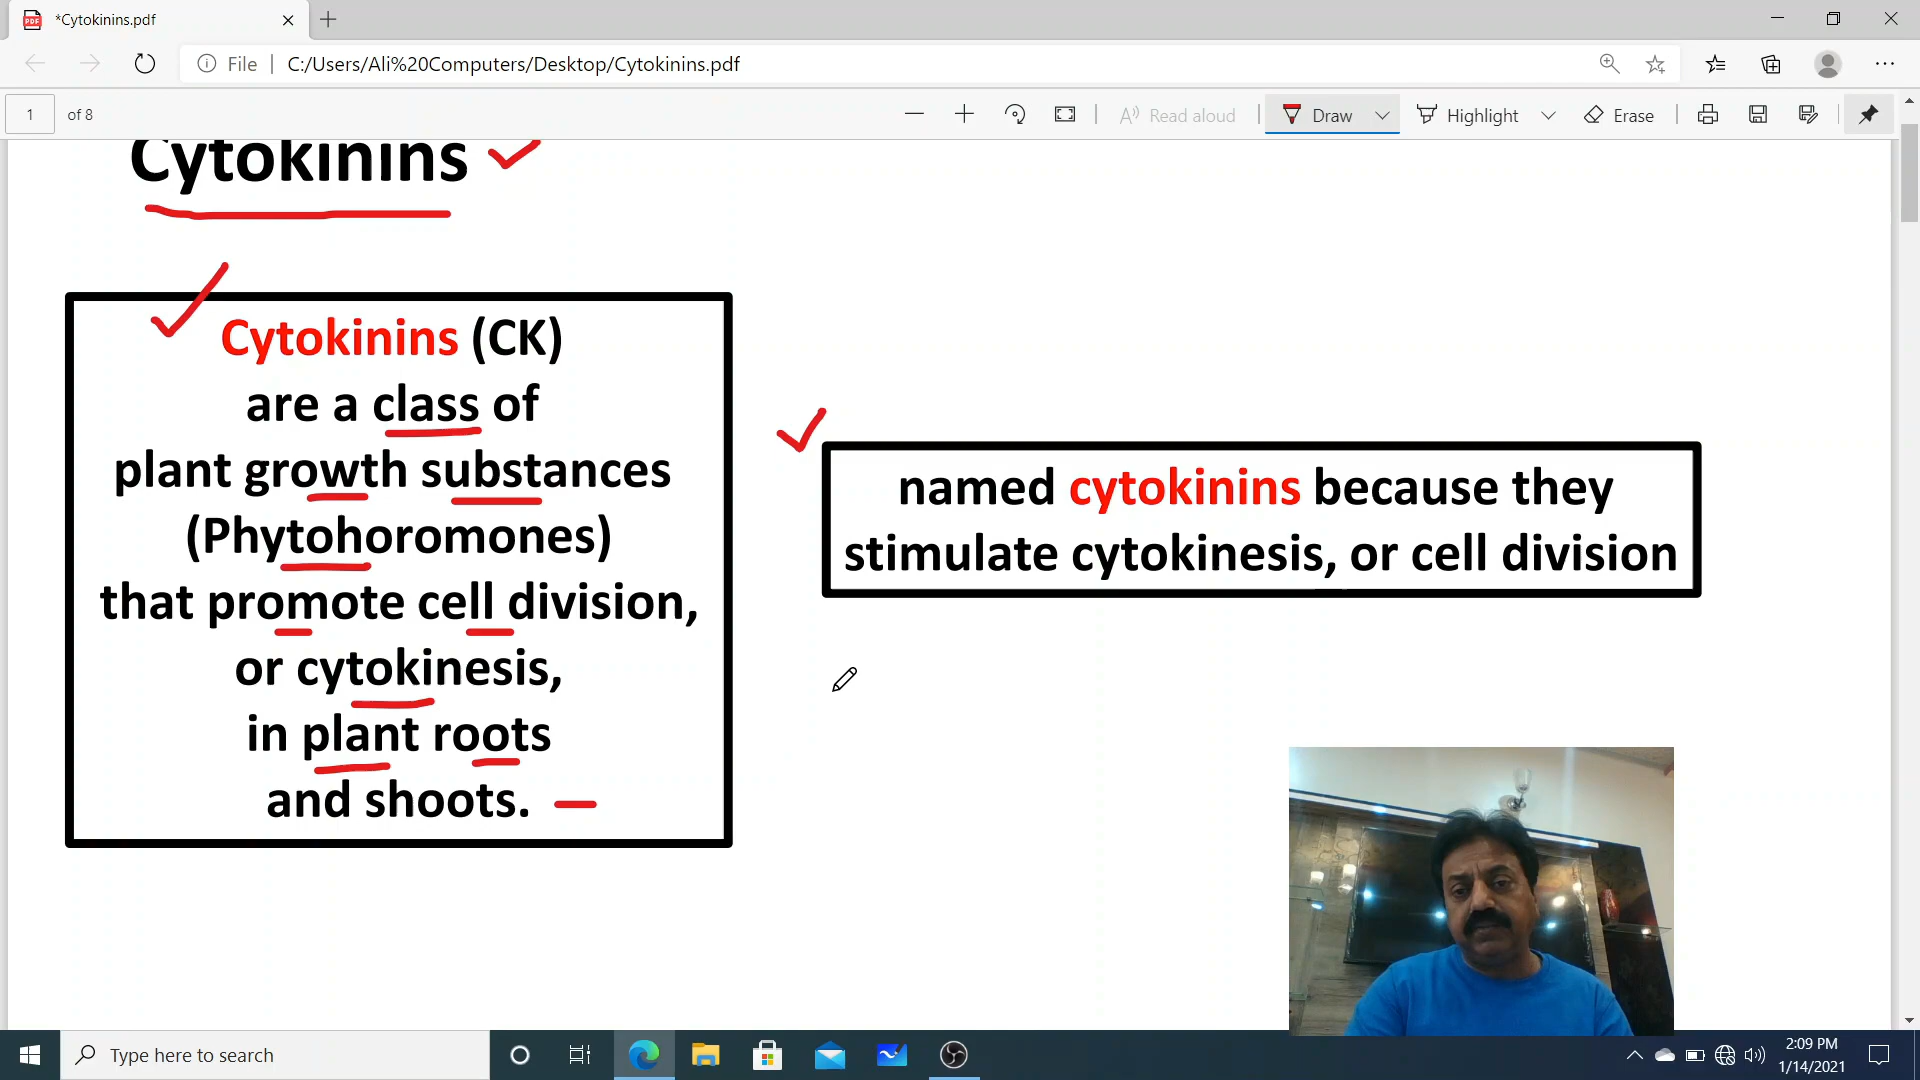 *Cytokinins.pdf
File
C:/Users/Ali%20Computers/Desktop/Cytokinins.pdf
1
of 8
Read aloud
Draw
Highlight
Erase
Cytokinins
Cytokinins (CK)
are a class of
plant growth substances
(Phytohoromones)
that promote cell division,
or cytokinesis,
in plant roots
and shoots.
named cytokinins because they
stimulate cytokinesis, or cell division
Type here to search
2:09 PM
1/14/2021